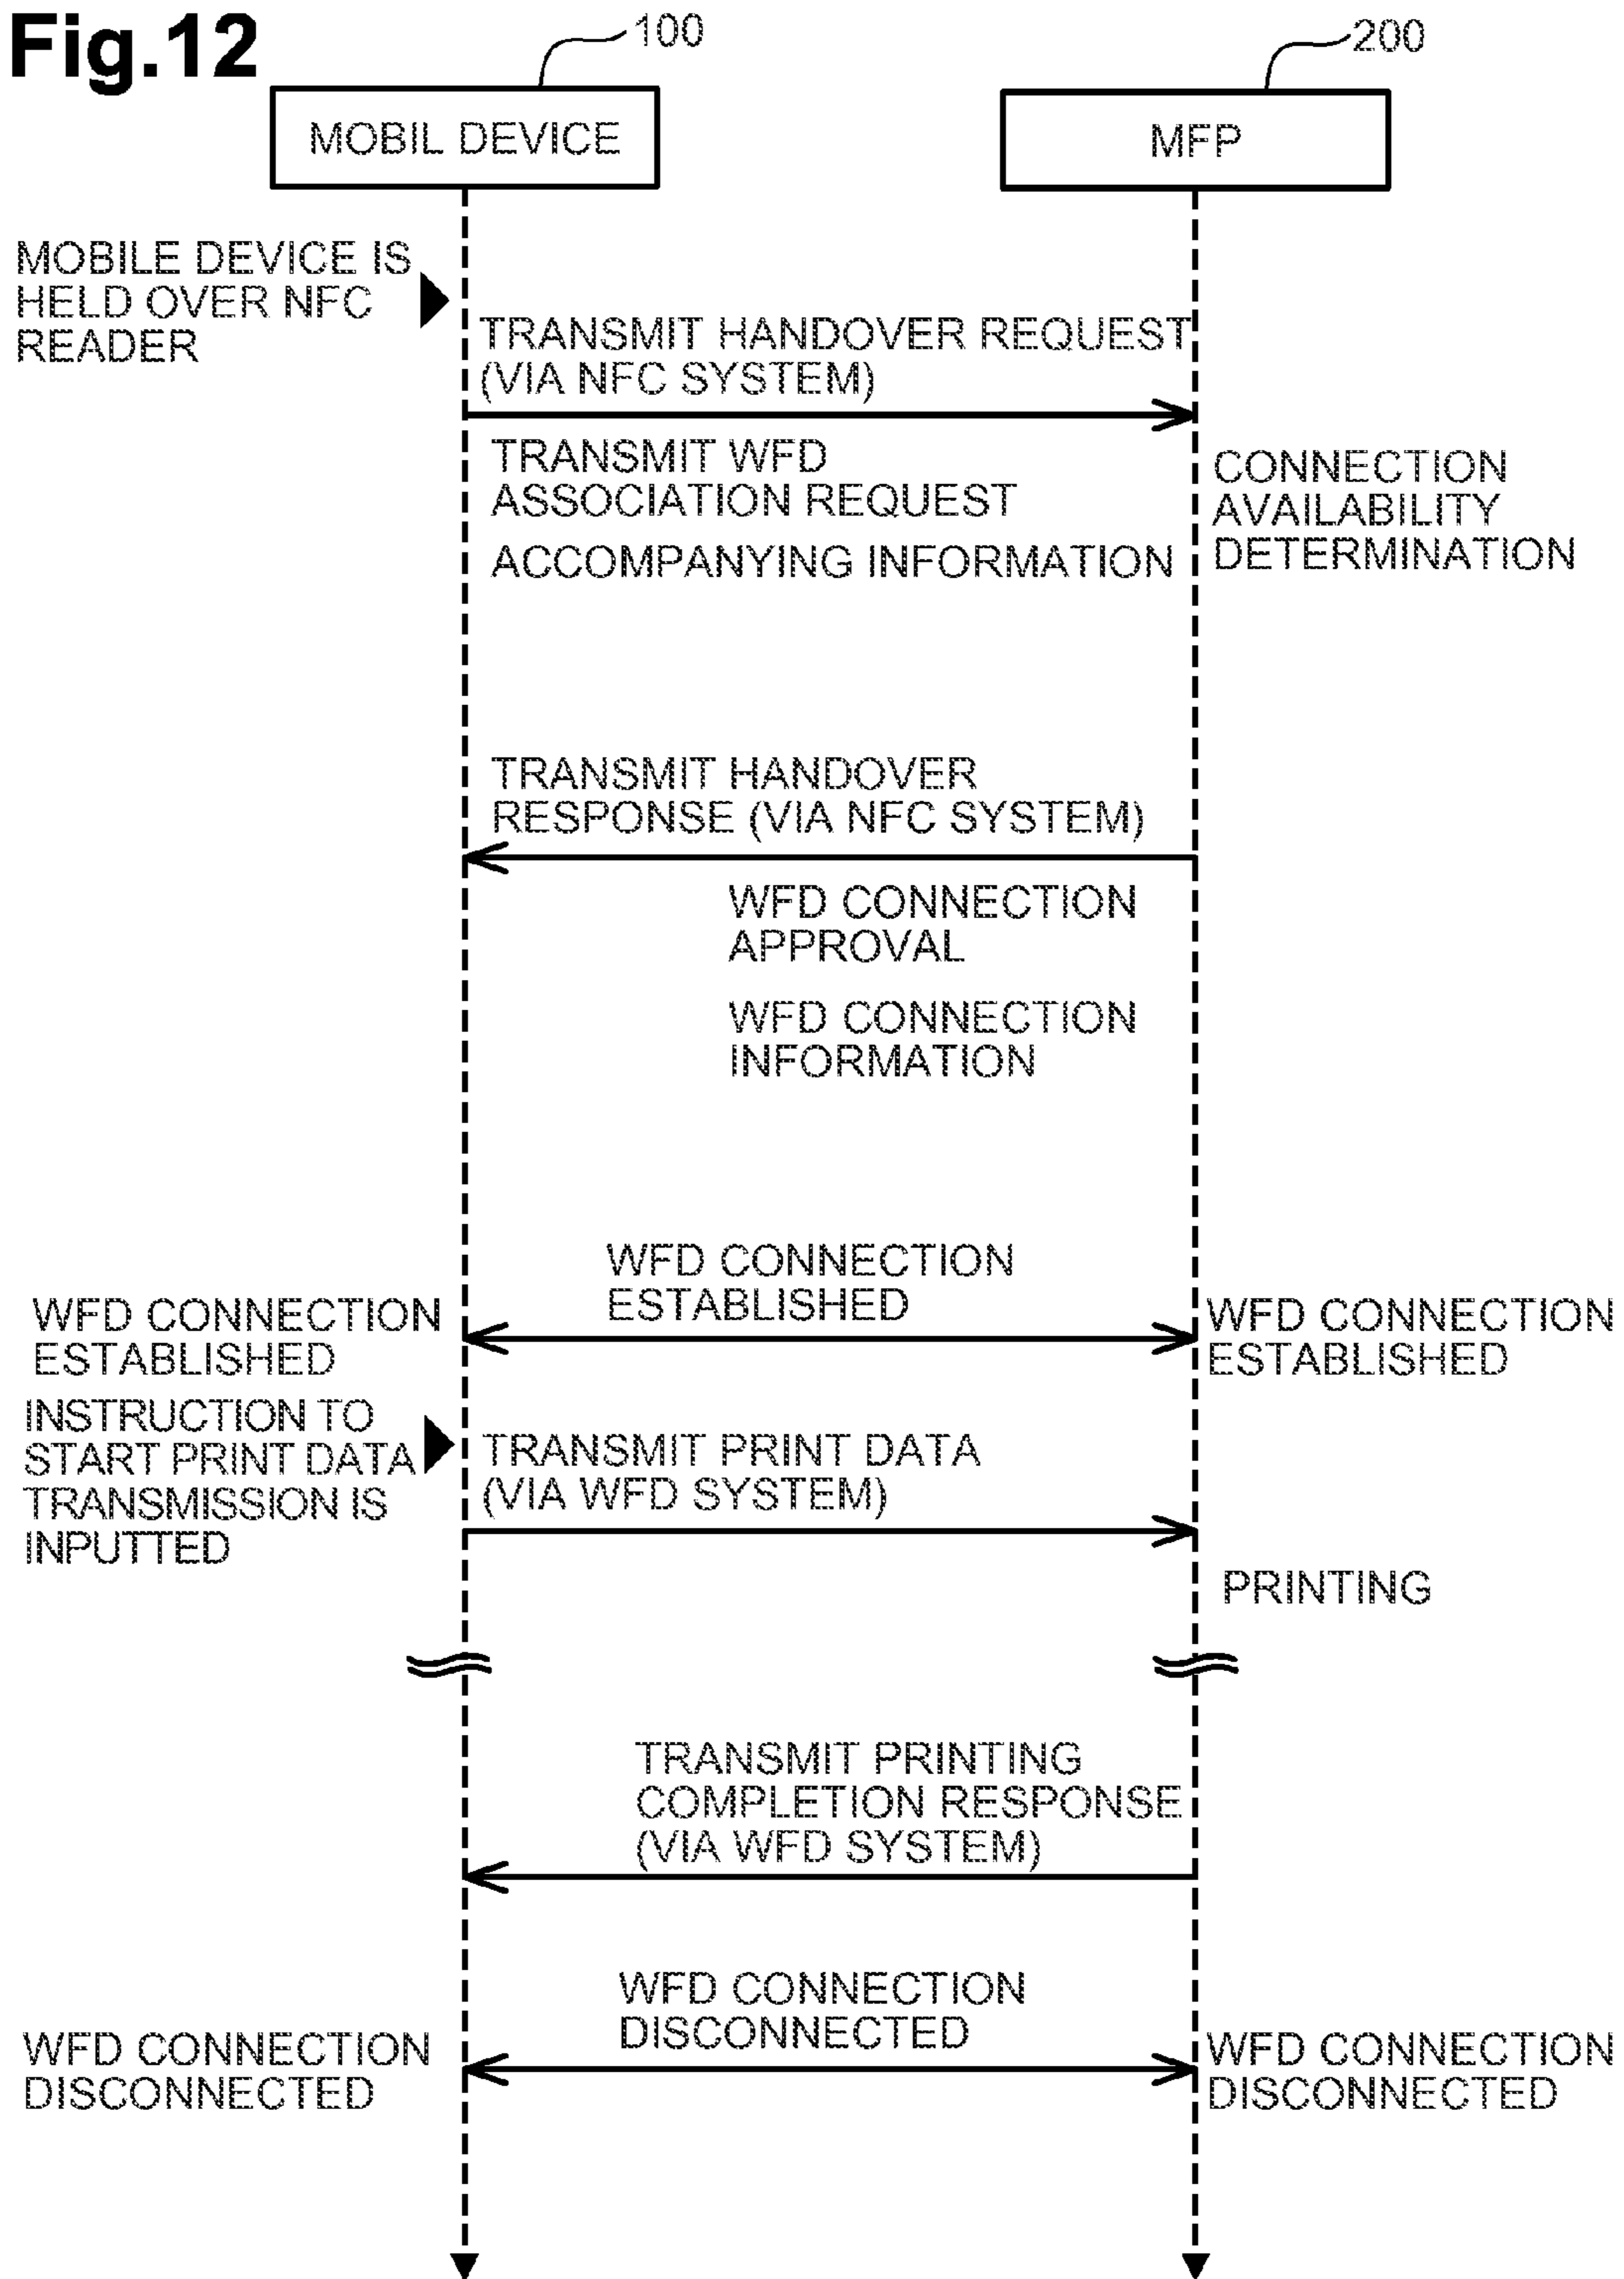 Fig.12
100
200
MOBIL DEVICE
MFP
MOBILE DEVICE IS
HELD OVER NFC
READER
TRANSMIT HANDOVER REQUEST
(VIA NFC SYSTEM)
TRANSMIT WFD
ASSOCIATION REQUEST
ACCOMPANYING INFORMATION
CONNECTION
AVAILABILITY
DETERMINATION
TRANSMIT HANDOVER
RESPONSE (VIA NFC SYSTEM)
WFD CONNECTION
APPROVAL
WFD CONNECTION
INFORMATION
WFD CONNECTION
ESTABLISHED
WFD CONNECTION
ESTABLISHED
WFD CONNECTION
ESTABLISHED
INSTRUCTION TO
START PRINT DATA
TRANSMISSION IS
INPUTTED
TRANSMIT PRINT DATA
(VIA WFD SYSTEM)
PRINTING
TRANSMIT PRINTING
COMPLETION RESPONSE
(VIA WFD SYSTEM)
WFD CONNECTION
DISCONNECTED
WFD CONNECTION
DISCONNECTED
WFD CONNECTION
DISCONNECTED